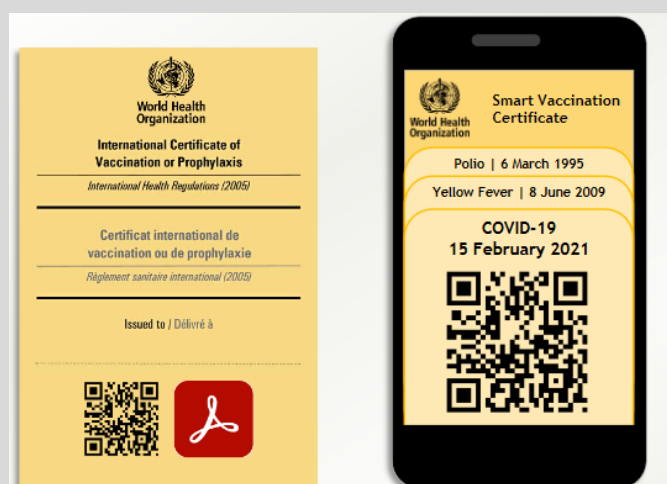 World Health
Organization
International Certificate of
Vaccination or Prophylaxis
International Health Regulations (2005)
Certificat international de
vaccination ou de prophylaxie
Règlement sanitaire international (2005)
Issued to / Délivré à
World Health
Organization
Smart Vaccination
Certificate
Polio | 6 March 1995
Yellow Fever | 8 June 2009
COVID-19
15 February 2021